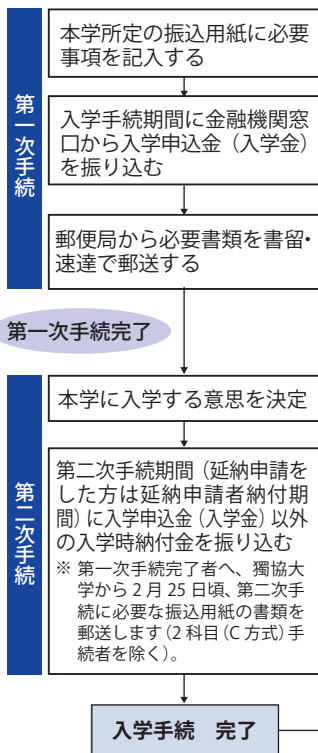 第一次手続
本学所定の振込用紙に必要
事項を記入する
入学手続期間に金融機関窓
口から入学申込金（入学金）
を振り込む
郵便局から必要書類を書留・
速達で郵送する
第一次手続完了
第二次手続
本学に入学する意思を決定
第二次手続期間（延納申請を
した方は延納申請者納付期
間）に入学申込金（入学金）以外
の入学時納付金を振り込む
※ 第一次手続完了者へ、獨協大
学から 2 月 25 日頃、第二次手
続に必要な振込用紙の書類を
郵送します（2 科目（C 方式）手
続者を除く）。
入学手続　完了